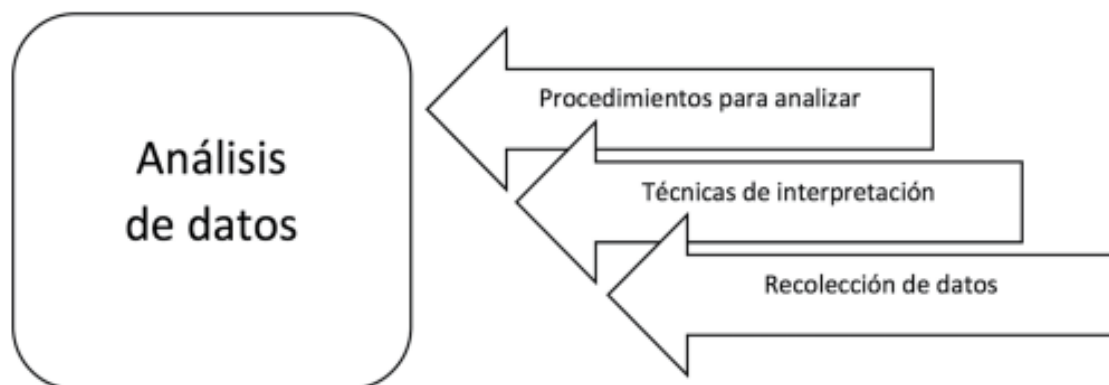 Análisis
de datos
Procedimientos para analizar
Técnicas de interpretación
Recolección de datos